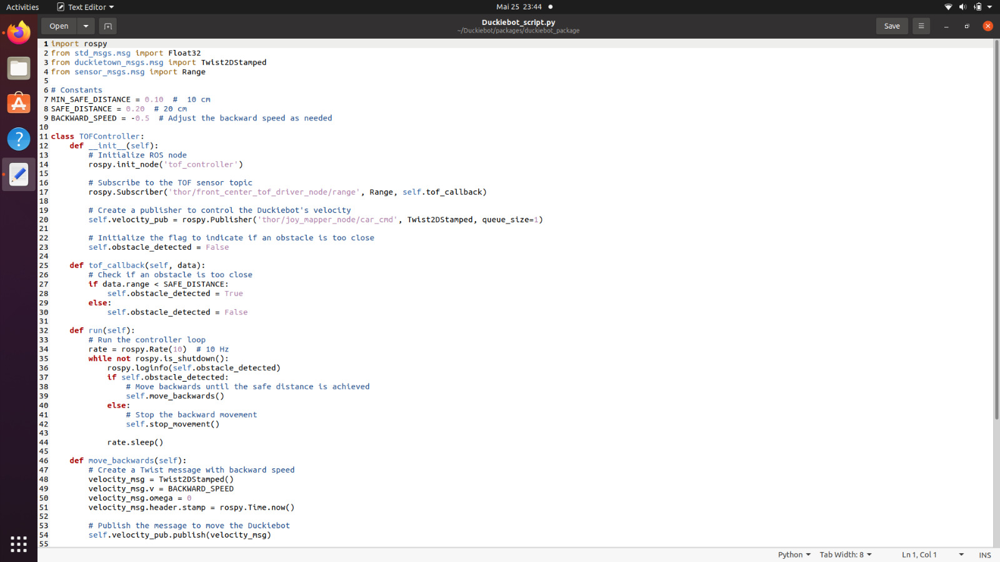 Activities Text Editor Mai 25 23:44
Open Duckiebot_script.py Save
~/Duckiebot/packages/duckiebot_package
1 import rospy
2 from std_msgs.msg import Float32
3 from duckietown_msgs.msg import Twist2DStamped
4 from sensor_msgs.msg import Range
5
6 # Constants
7 MIN_SAFE_DISTANCE = 0.10  #  10 cm
8 SAFE_DISTANCE = 0.20  # 20 cm
9 BACKWARD_SPEED = -0.5  # Adjust the backward speed as needed
10
11 class TOFController:
12     def __init__(self):
13         # Initialize ROS node
14         rospy.init_node('tof_controller')
15
16         # Subscribe to the TOF sensor topic
17         rospy.Subscriber('thor/front_center_tof_driver_node/range', Range, self.tof_callback)
18
19         # Create a publisher to control the Duckiebot's velocity
20         self.velocity_pub = rospy.Publisher('thor/joy_mapper_node/car_cmd', Twist2DStamped, queue_size=1)
21
22         # Initialize the flag to indicate if an obstacle is too close
23         self.obstacle_detected = False
24
25     def tof_callback(self, data):
26         # Check if an obstacle is too close
27         if data.range < SAFE_DISTANCE:
28             self.obstacle_detected = True
29         else:
30             self.obstacle_detected = False
31
32     def run(self):
33         # Run the controller loop
34         rate = rospy.Rate(10)  # 10 Hz
35         while not rospy.is_shutdown():
36             rospy.loginfo(self.obstacle_detected)
37             if self.obstacle_detected:
38                 # Move backwards until the safe distance is achieved
39                 self.move_backwards()
40             else:
41                 # Stop the backward movement
42                 self.stop_movement()
43
44             rate.sleep()
45
46     def move_backwards(self):
47         # Create a Twist message with backward speed
48         velocity_msg = Twist2DStamped()
49         velocity_msg.v = BACKWARD_SPEED
50         velocity_msg.omega = 0
51         velocity_msg.header.stamp = rospy.Time.now()
52
53         # Publish the message to move the Duckiebot
54         self.velocity_pub.publish(velocity_msg)
55
Python Tab Width: 8 Ln 1, Col 1 INS